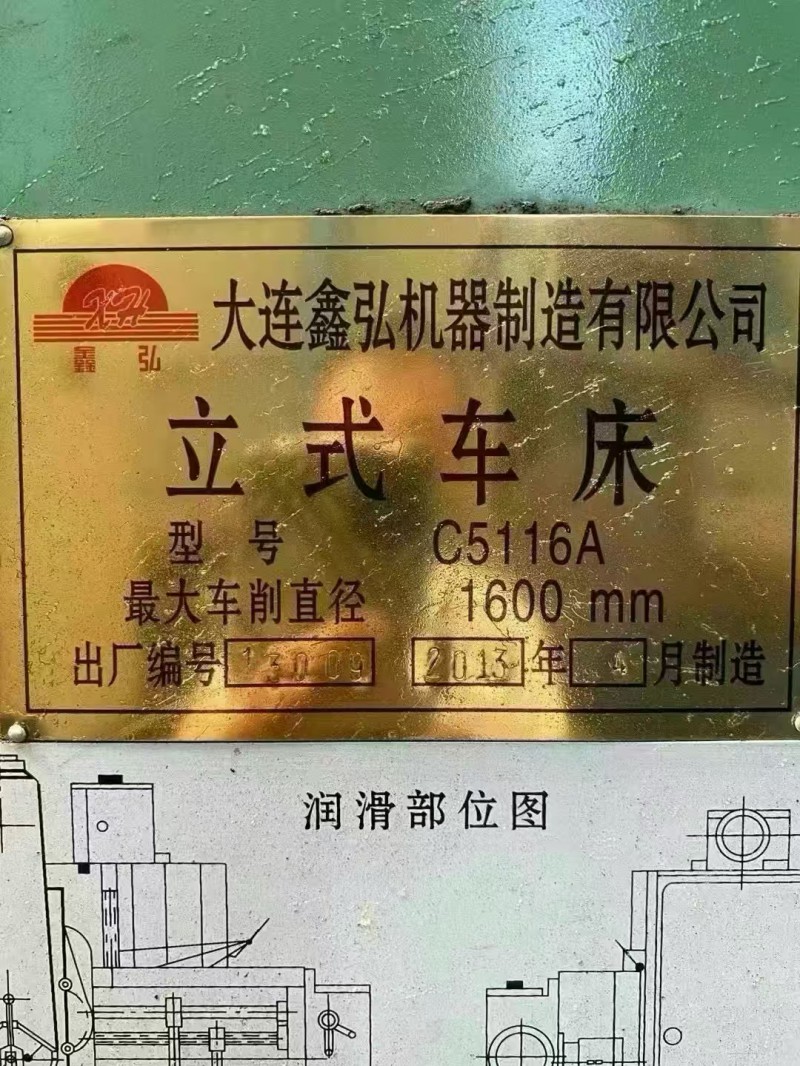 鑫弘
大连鑫弘机器制造有限公司
立式车床
型号 C5116A
最大车削直径 1600 mm
出厂编号 13009 2013 年 4 月制造
润滑部位图